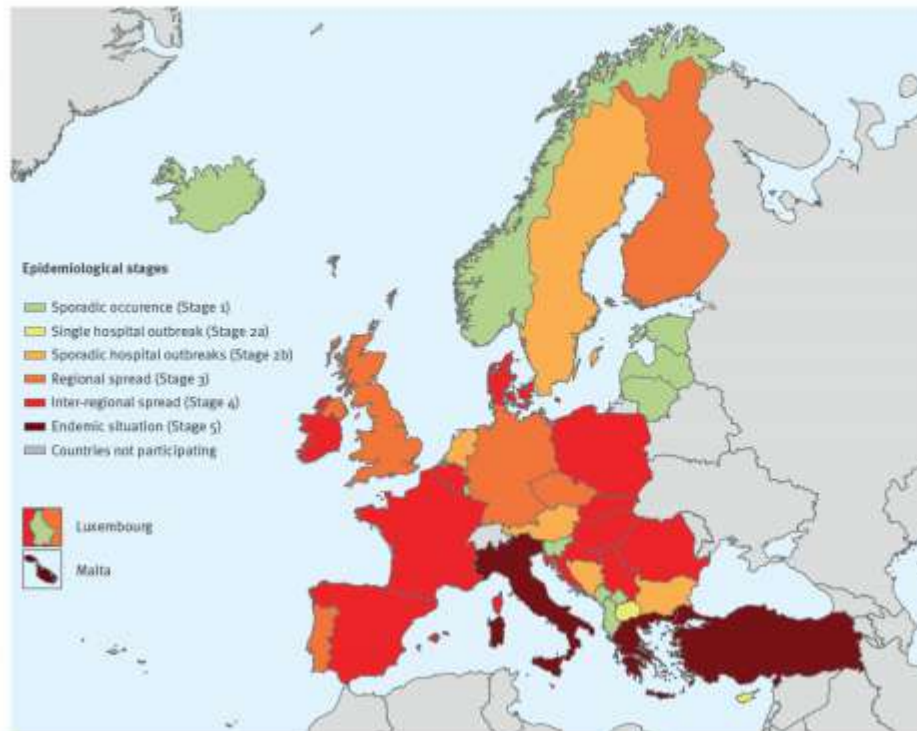 Epidemiological stages
Sporadic occurence (Stage 1)
Single hospital outbreak (Stage 2a)
Sporadic hospital outbreaks (Stage 2b)
Regional spread (Stage 3)
Inter-regional spread (Stage 4)
Endemic situation (Stage 5)
Countries not participating
Luxembourg
Malta